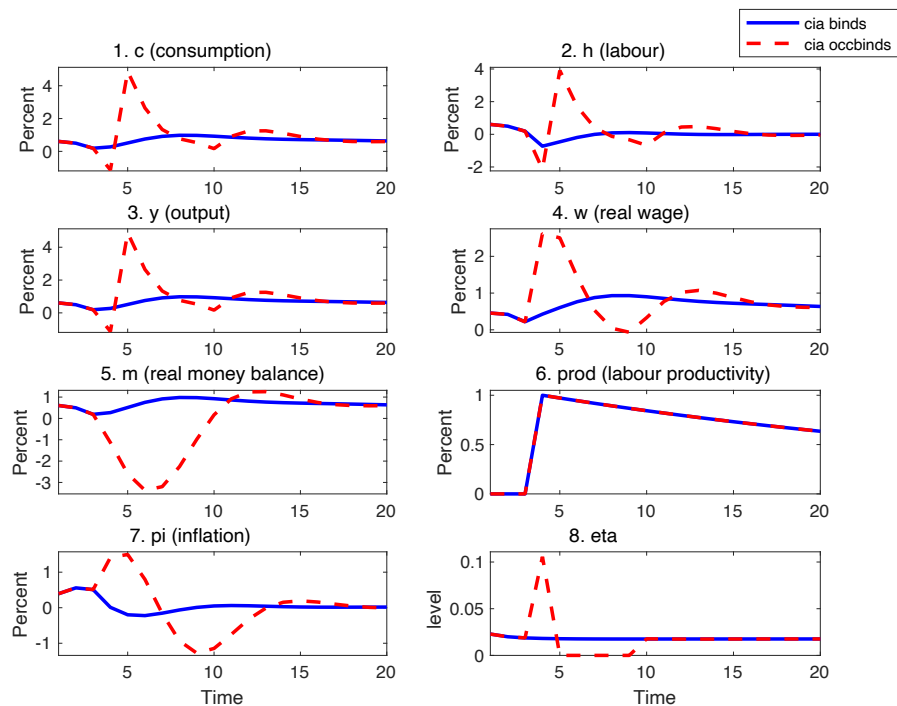 cia binds
cia occbinds
1. c (consumption)
Percent
4
2
0
5
10
15
20
2. h (labour)
Percent
4
2
0
-2
5
10
15
20
3. y (output)
Percent
4
2
0
5
10
15
20
4. w (real wage)
Percent
2
1
0
5
10
15
20
5. m (real money balance)
Percent
1
0
-1
-2
-3
5
10
15
20
6. prod (labour productivity)
Percent
1
0.5
0
5
10
15
20
7. pi (inflation)
Percent
1
0
-1
5
10
15
20
Time
8. eta
level
0.1
0.05
0
5
10
15
20
Time